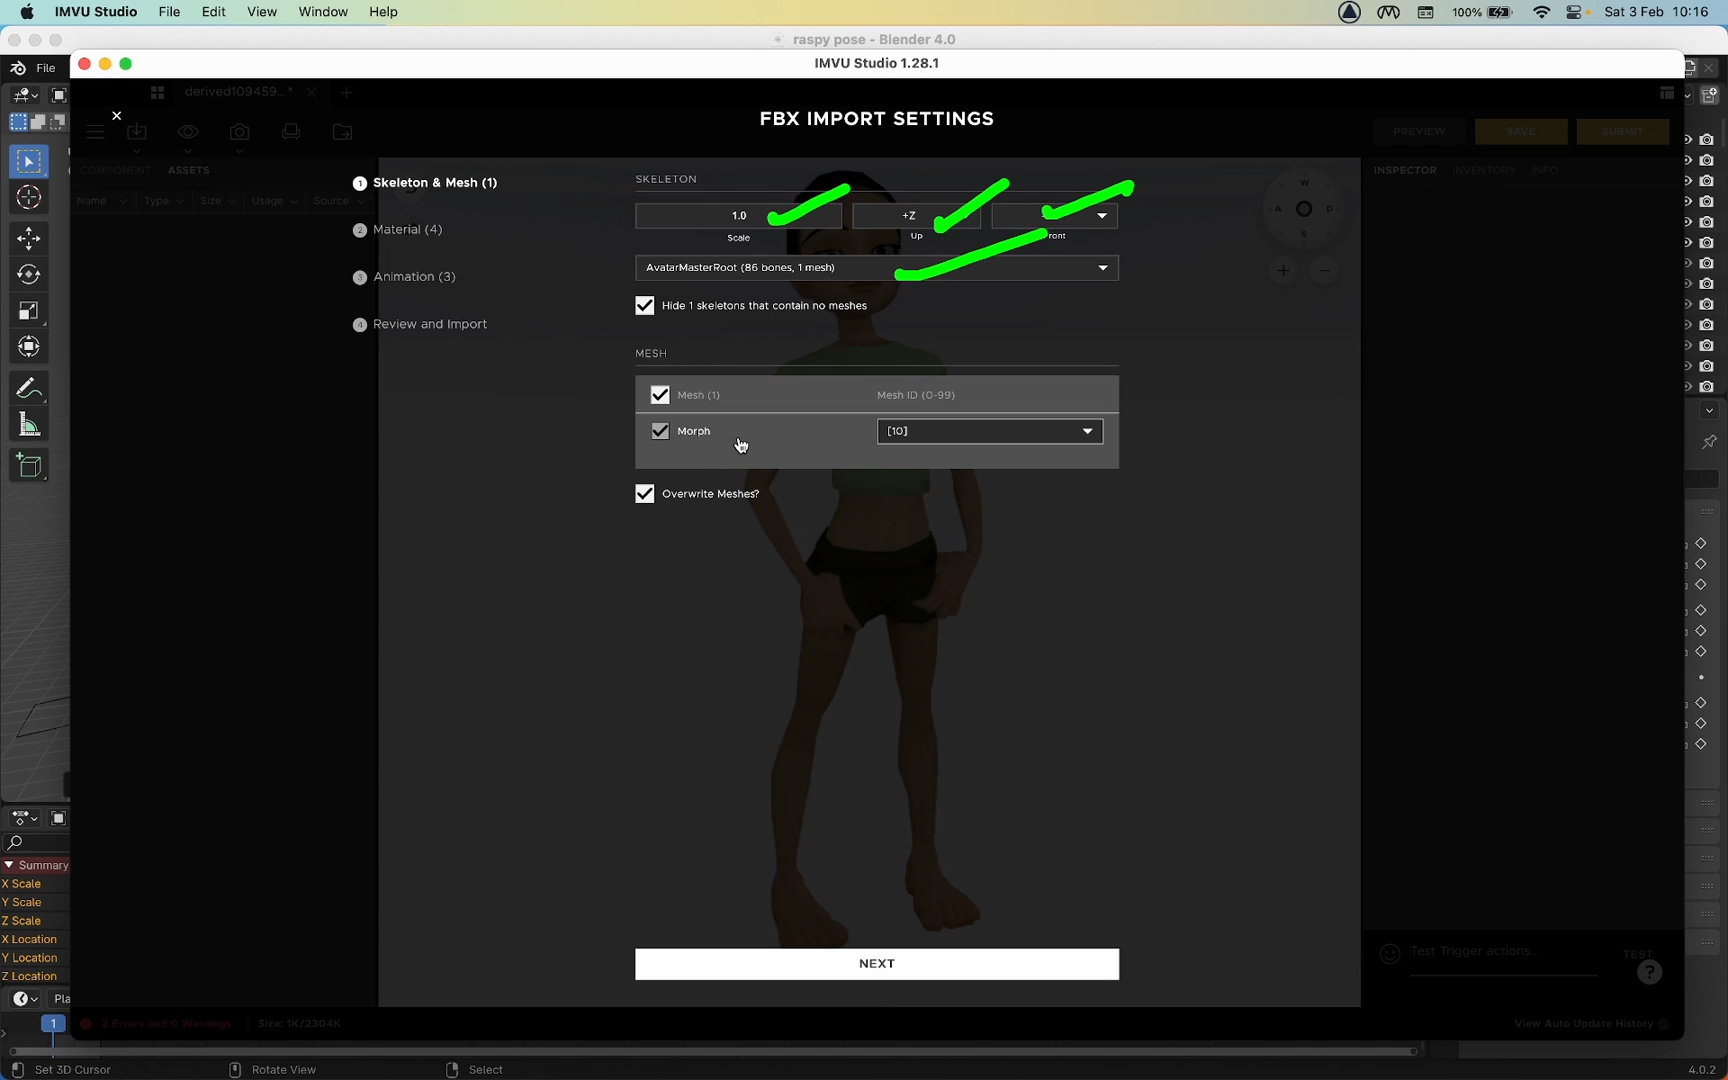 IMVU Studio File Edit View Window Help
100% Sat 3 Feb 10:16
raspy pose - Blender 4.0
File
IMVU Studio 1.28.1
derived109459... *
FBX IMPORT SETTINGS
PREVIEW SAVE SUBMIT
COMPONENT ASSETS
INSPECTOR INVENTORY INFO
Name Type Size Usage Source
1 Skeleton & Mesh (1)
2 Material (4)
3 Animation (3)
4 Review and Import
SKELETON
1.0 +Z
Scale Up Front
AvatarMasterRoot (86 bones, 1 mesh)
Hide 1 skeletons that contain no meshes
MESH
Mesh (1) Mesh ID (0-99)
Morph [10]
Overwrite Meshes?
NEXT
W
A D
S
Test Trigger actions...
TEST
?
Summary
X Scale
Y Scale
Z Scale
X Location
Y Location
Z Location
1
2 Errors and 0 Warnings Size: 1K/2304K
View Auto Update History
Set 3D Cursor Rotate View Select
4.0.2